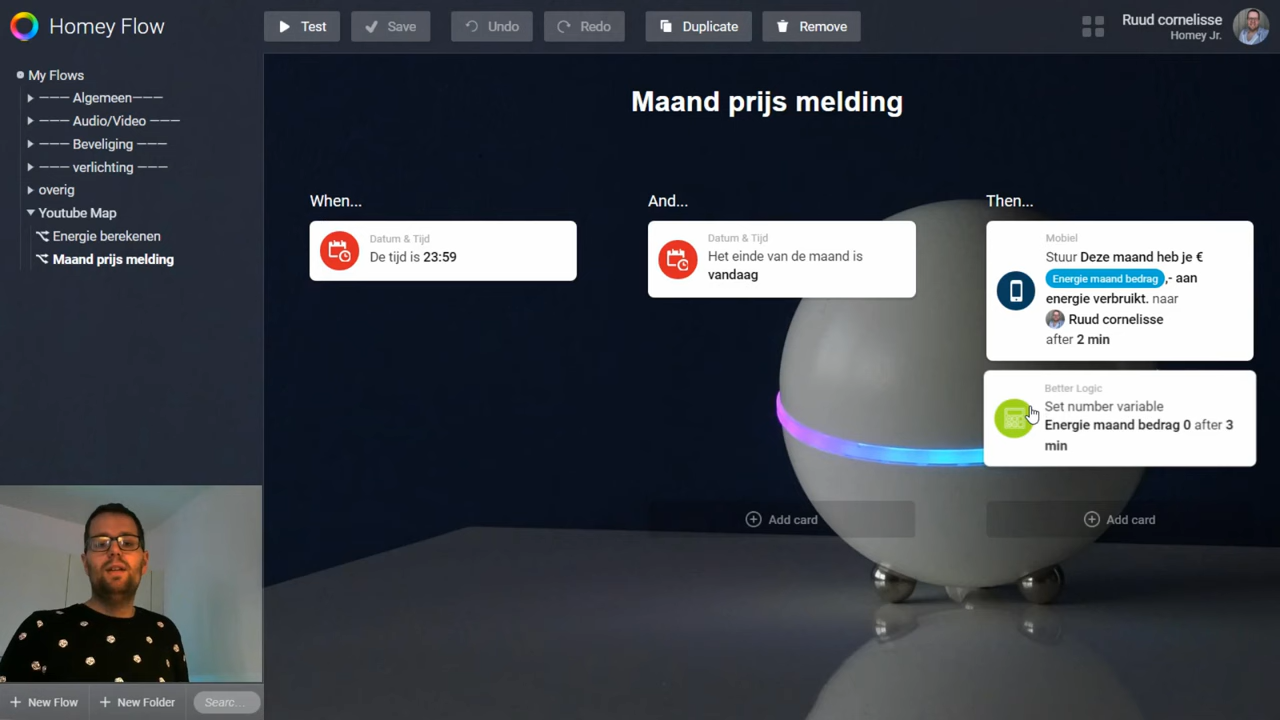 Homey Flow
Test
Save
Undo
Redo
Duplicate
Remove
Ruud cornelisse
Homey Jr.
My Flows
––– Algemeen–––
––– Audio/Video –––
––– Beveliging –––
––– verlichting –––
overig
Youtube Map
Energie berekenen
Maand prijs melding
+ New Flow
+ New Folder
Searc...
Maand prijs melding
When...
Datum & Tijd
De tijd is 23:59
And...
Datum & Tijd
Het einde van de maand is
vandaag
Add card
Then...
Mobiel
Stuur Deze maand heb je €
Energie maand bedrag ,- aan
energie verbruikt. naar
Ruud cornelisse
after 2 min
Better Logic
Set number variable
Energie maand bedrag 0 after 3
min
Add card